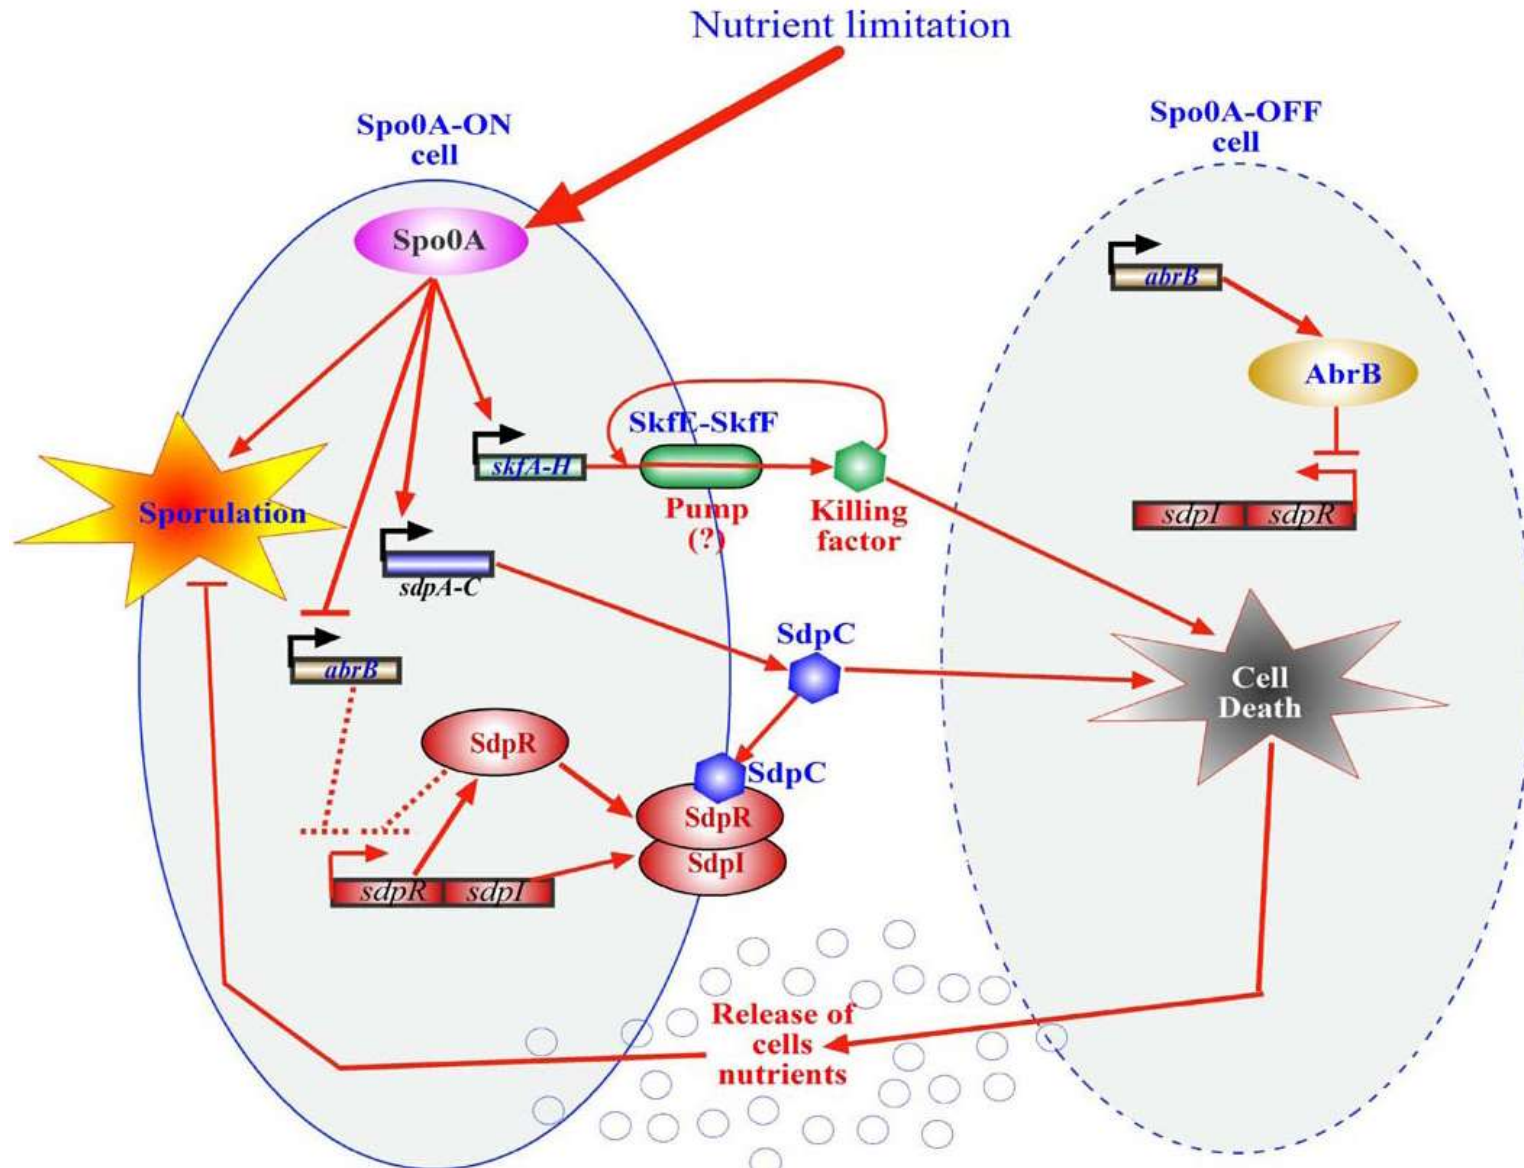 Nutrient limitation
Spo0A-ON
cell
Spo0A-OFF
cell
Spo0A
abrB
AbrB
SkfE-SkfF
skfA-H
Pump
(?)
Killing
factor
sdpI
sdpR
Sporulation
sdpA-C
SdpC
abrB
Cell
Death
SdpR
SdpC
SdpR
SdpI
sdpR
sdpI
Release of
cells
nutrients